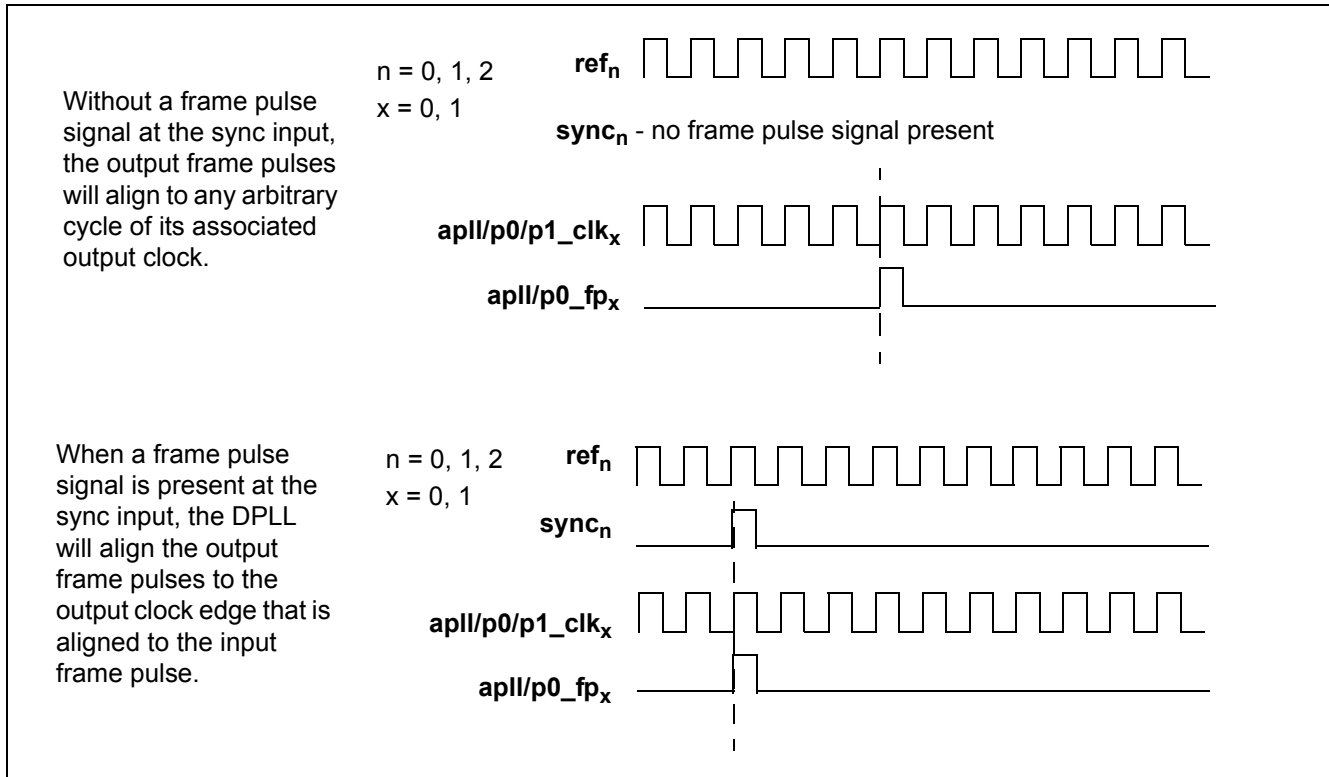 Without a frame pulse
signal at the sync input,
the output frame pulses
will align to any arbitrary
cycle of its associated
output clock.
n = 0, 1, 2
x = 0, 1
refn
syncn - no frame pulse signal present
apll/p0/p1_clkx
apll/p0_fpx
When a frame pulse
signal is present at the
sync input, the DPLL
will align the output
frame pulses to the
output clock edge that is
aligned to the input
frame pulse.
n = 0, 1, 2
x = 0, 1
refn
syncn
apll/p0/p1_clkx
apll/p0_fpx